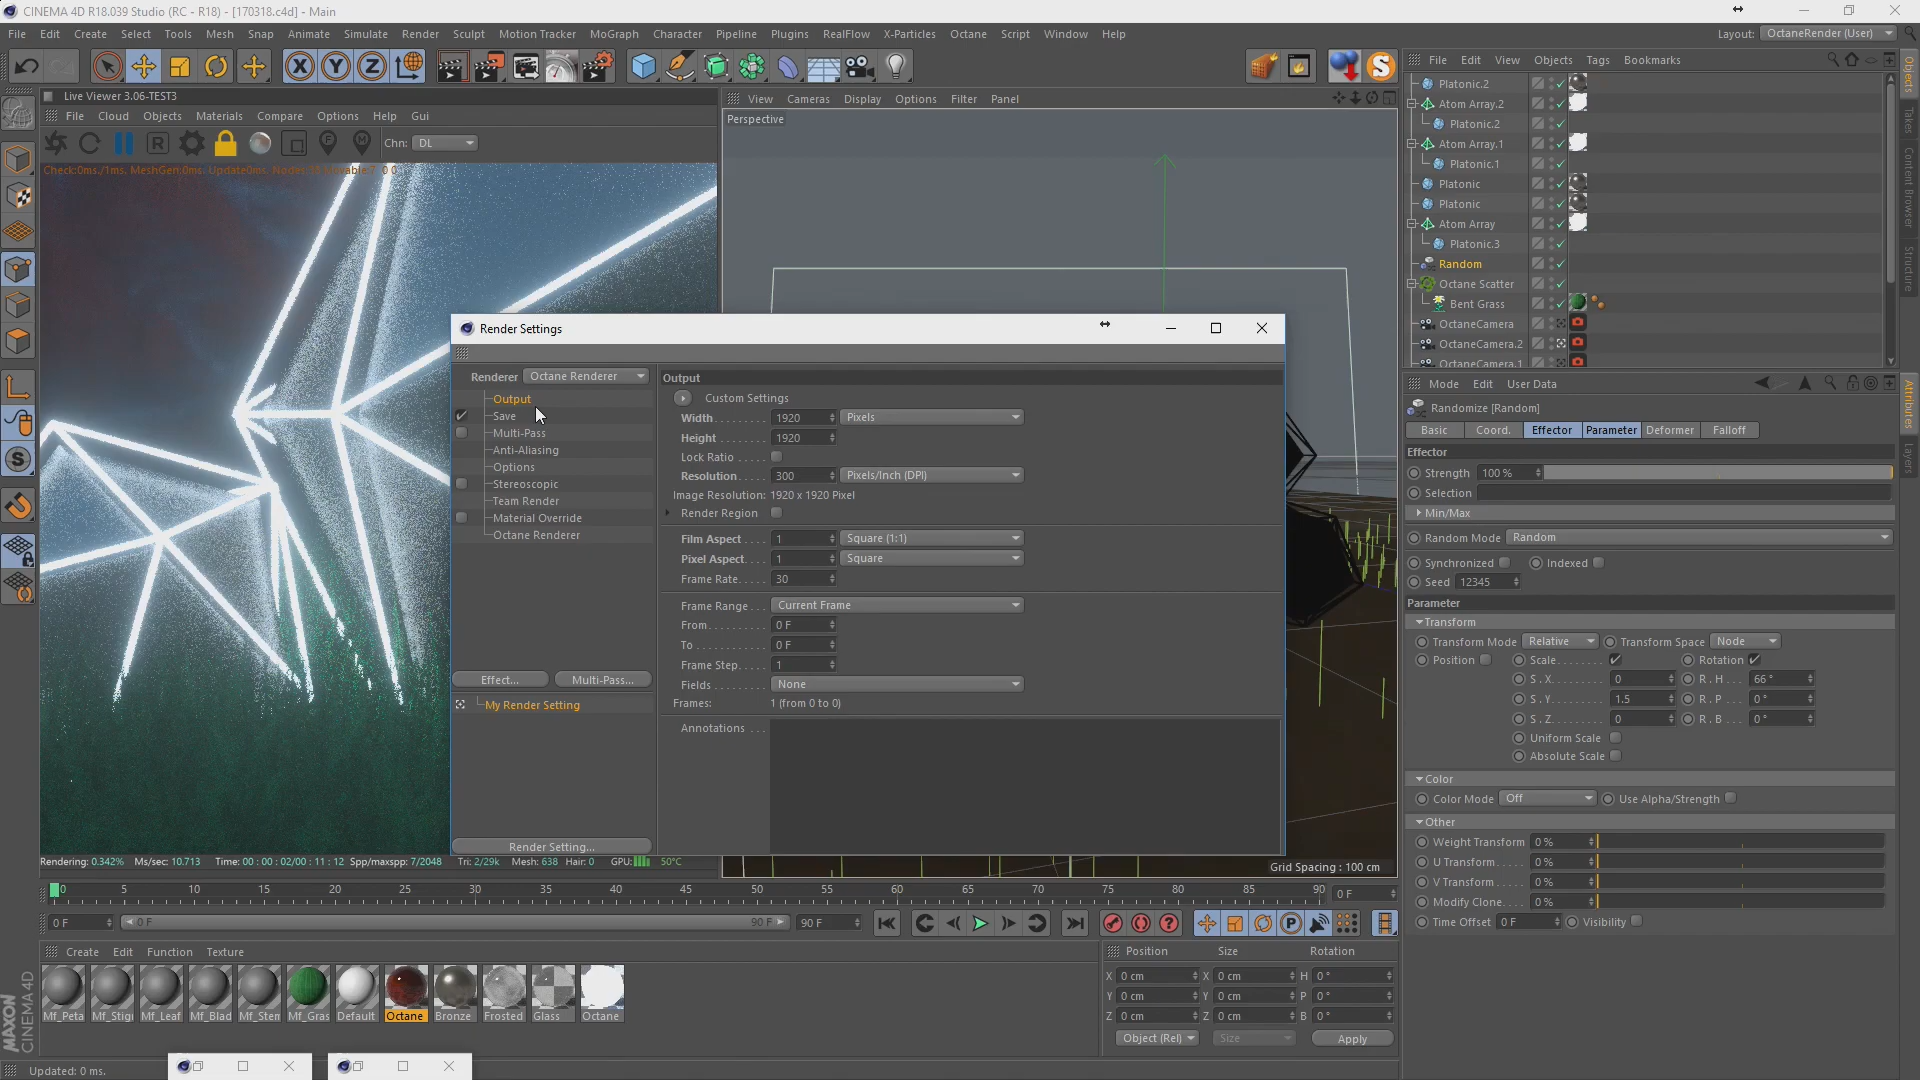 CINEMA 4D R18.039 Studio (RC - R18) - [170318.c4d] - Main
File Edit Create Select Tools Mesh Snap Animate Simulate Render Sculpt Motion Tracker MoGraph Character Pipeline Plugins RealFlow X-Particles Octane Script Window Help
Layout: OctaneRender (User)
Live Viewer 3.06-TEST3
File Cloud Objects Materials Compare Options Help Gui
Chn: DL
View Cameras Display Options Filter Panel
Perspective
File Edit View Objects Tags Bookmarks
Platonic.2
Atom Array.2
Platonic.2
Atom Array.1
Platonic.1
Platonic
Platonic
Atom Array
Platonic.3
Random
Octane Scatter
Bent Grass
OctaneCamera
OctaneCamera.2
OctaneCamera.1
Objects
Takes
Content Browser
Structure
Attributes
Layers
Render Settings
Renderer Octane Renderer
Output
Save
Multi-Pass
Anti-Aliasing
Options
Stereoscopic
Team Render
Material Override
Octane Renderer
Effect... Multi-Pass...
My Render Setting
Render Setting...
Output
Custom Settings
Width 1920 Pixels
Height 1920
Lock Ratio
Resolution 300 Pixels/Inch (DPI)
Image Resolution: 1920 x 1920 Pixel
Render Region
Film Aspect 1 Square (1:1)
Pixel Aspect 1 Square
Frame Rate 30
Frame Range Current Frame
From 0 F
To 0 F
Frame Step 1
Fields None
Frames: 1 (from 0 to 0)
Annotations
Mode Edit User Data
Randomize [Random]
Basic Coord. Effector Parameter Deformer Falloff
Effector
Strength 100 %
Selection
Min/Max
Random Mode Random
Synchronized Indexed
Seed 12345
Parameter
Transform
Transform Mode Relative Transform Space Node
Position Scale Rotation
S . X 0 R . H 66 °
S . Y 1.5 R . P 0 °
S . Z 0 R . B 0 °
Uniform Scale
Absolute Scale
Color
Color Mode Off Use Alpha/Strength
Other
Weight Transform 0 %
U Transform 0 %
V Transform 0 %
Modify Clone 0 %
Time Offset 0 F Visibility
Rendering: 0.342% Ms/sec: 10.713 Time: 00 : 00 : 02/00 : 11 : 12 Spp/maxspp: 7/2048 Tri: 2/29k Mesh: 638 Hair: 0 GPU: 50°C
Grid Spacing : 100 cm
0 5 10 15 20 25 30 35 40 45 50 55 60 65 70 75 80 85 90 0 F
0 F 0 F 90 F 90 F
Create Edit Function Texture
Mf_Peta Mf_Stig Mf_Leaf Mf_Blad Mf_Stem Mf_Gras Default Octane Bronze Frosted Glass Octane
Position Size Rotation
X 0 cm X 0 cm H 0 °
Y 0 cm Y 0 cm P 0 °
Z 0 cm Z 0 cm B 0 °
Object (Rel) Size Apply
MAXON
CINEMA 4D
Updated: 0 ms.